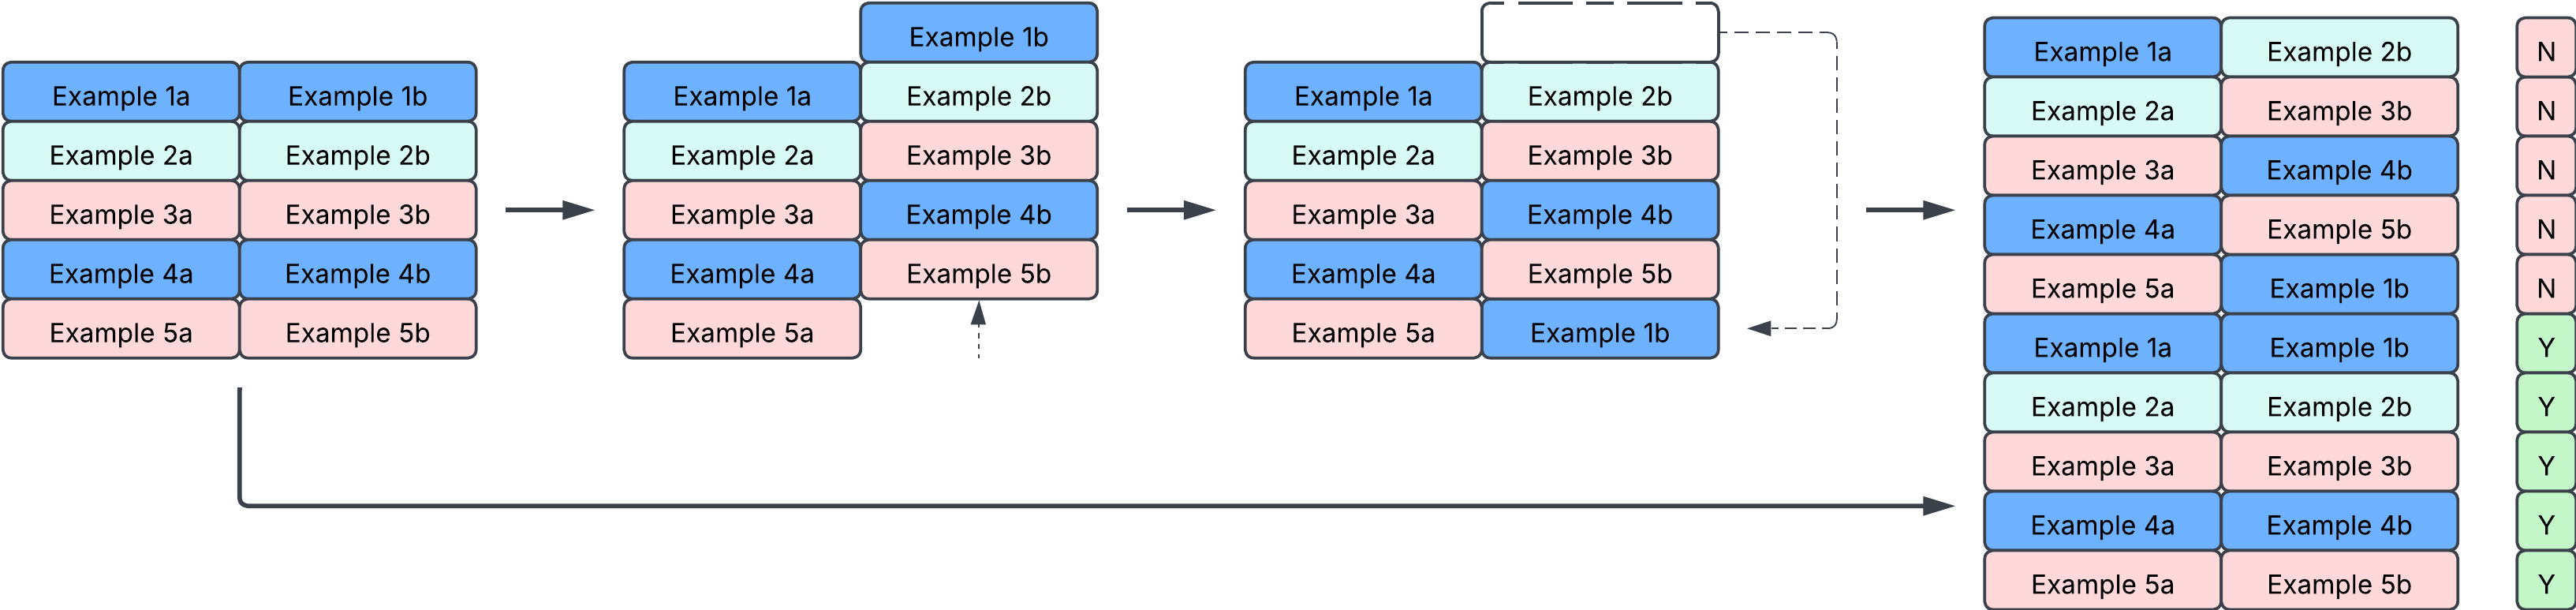 Example 1a Example 1b
Example 2a Example 2b
Example 3a Example 3b
Example 4a Example 4b
Example 5a Example 5b
Example 1b
Example 1a Example 2b
Example 2a Example 3b
Example 3a Example 4b
Example 4a Example 5b
Example 5a
Example 1a Example 2b
Example 2a Example 3b
Example 3a Example 4b
Example 4a Example 5b
Example 5a Example 1b
Example 1a Example 2b N
Example 2a Example 3b N
Example 3a Example 4b N
Example 4a Example 5b N
Example 5a Example 1b N
Example 1a Example 1b Y
Example 2a Example 2b Y
Example 3a Example 3b Y
Example 4a Example 4b Y
Example 5a Example 5b Y